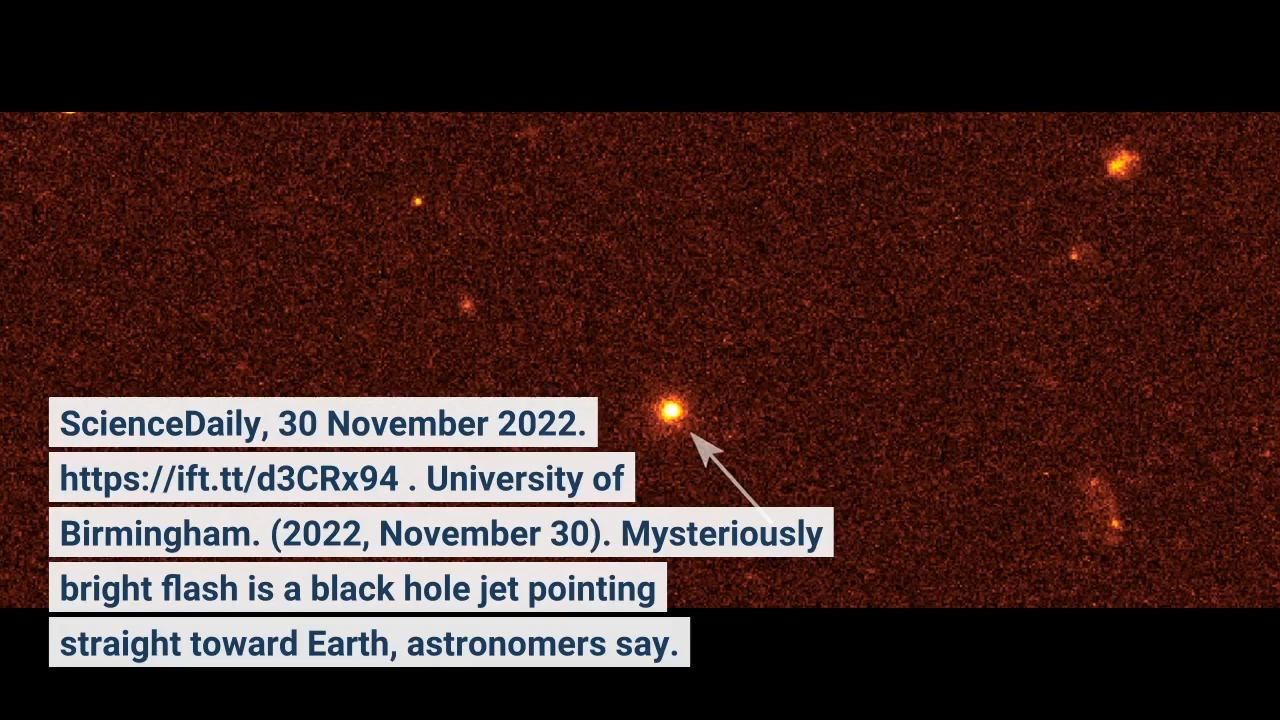 ScienceDaily, 30 November 2022.
https://ift.tt/d3CRx94 . University of
Birmingham. (2022, November 30). Mysteriously
bright flash is a black hole jet pointing
straight toward Earth, astronomers say.